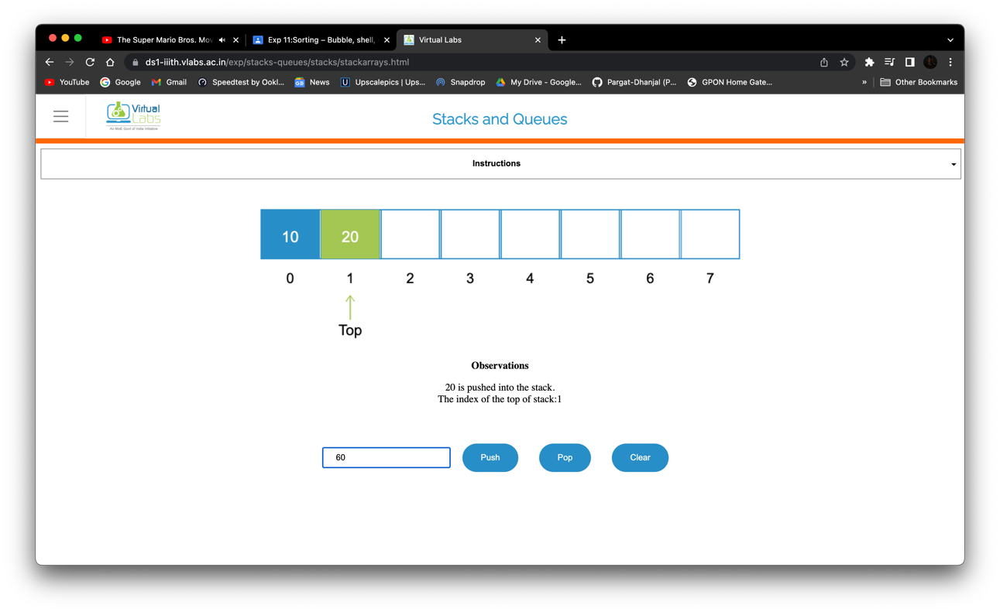 The Super Mario Bros. Mov
Exp 11:Sorting – Bubble, shell,
Virtual Labs
ds1-iiith.vlabs.ac.in/exp/stacks-queues/stacks/stackarrays.html
YouTube Google Gmail Speedtest by Ookl... News Upscalepics | Ups... Snapdrop My Drive - Google... Pargat-Dhanjal (P... GPON Home Gate... » Other Bookmarks
Virtual
Labs
An MoE Govt of India Initiative
Stacks and Queues
Instructions
10 20
0 1 2 3 4 5 6 7
Top
Observations
20 is pushed into the stack.
The index of the top of stack:1
60 Push Pop Clear